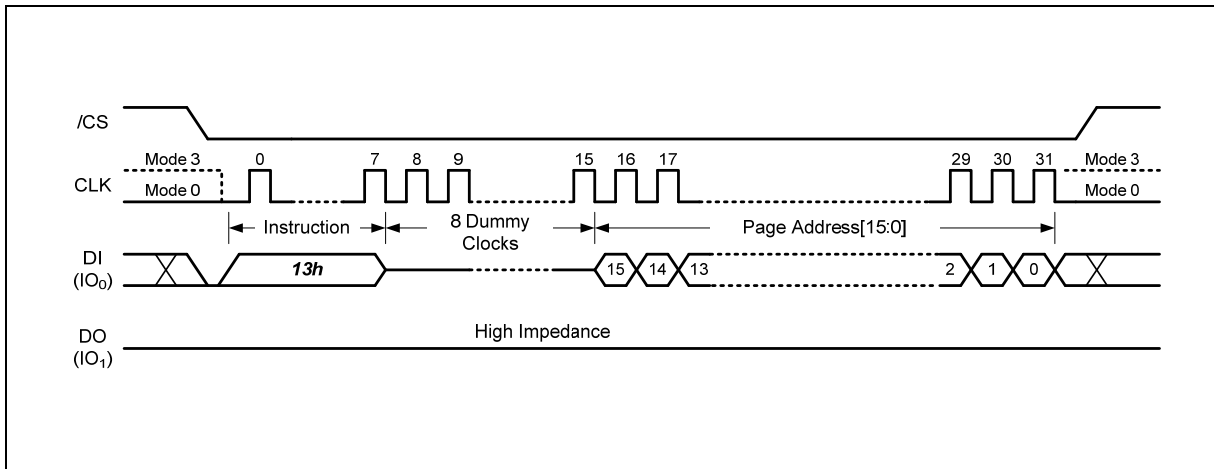 /CS
Mode 3 0 7 8 9 15 16 17 29 30 31 Mode 3
CLK
Mode 0 Mode 0
Instruction 8 Dummy Clocks Page Address[15:0]
DI
(IO0)
13h 15 14 13 2 1 0
High Impedance
DO
(IO1)